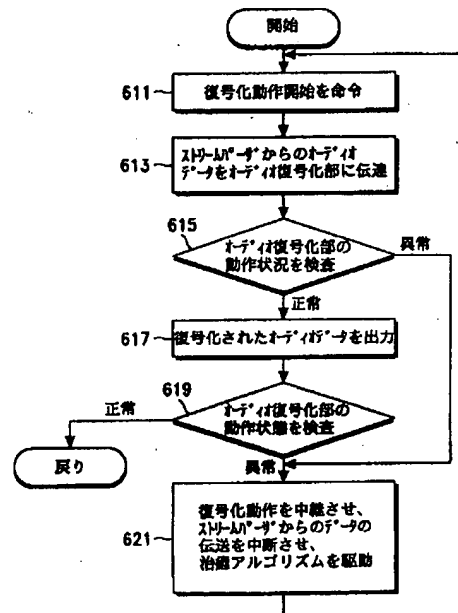 開始
611
復号化動作開始を命令
613
ストリームパーザからのオーディオ
データをオーディオ復号化部に伝達
615
オーディオ復号化部の
動作状況を検査
異常
正常
617
復号化されたオーディオデータを出力
619
オーディオ復号化部の
動作状態を検査
正常
戻り
異常
621
復号化動作を中継させ、
ストリームパーザからのデータの
伝送を中断させ、
治癒アルゴリズムを駆動